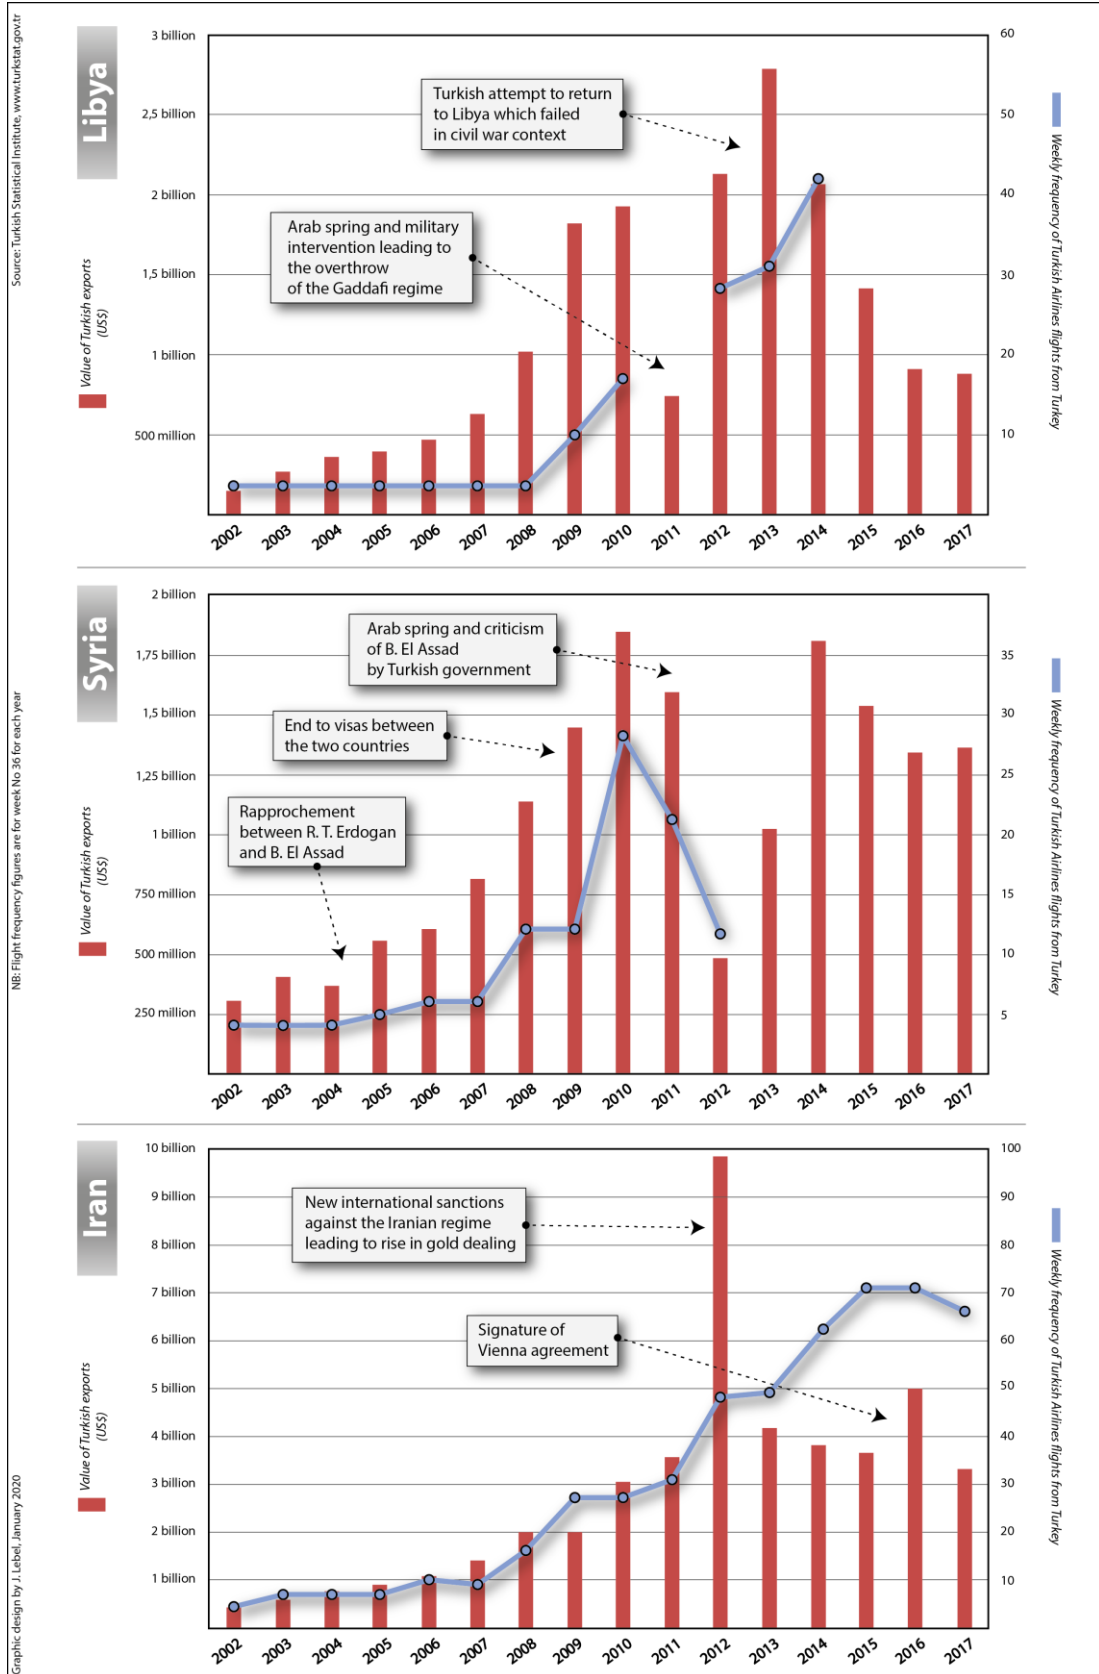 Source: Turkish Statistical Institute, www.turkstat.gov.tr
NB: Flight frequency figures are for week No 36 for each year
Graphic design by J. Lebel, January 2020
Libya
Value of Turkish exports
(US$)
3 billion
2,5 billion
2 billion
1,5 billion
1 billion
500 million
Turkish attempt to return
to Libya which failed
in civil war context
Arab spring and military
intervention leading to
the overthrow
of the Gaddafi regime
60
50
40
30
20
10
Weekly frequency of Turkish Airlines flights from Turkey
2002 2003 2004 2005 2006 2007 2008 2009 2010 2011 2012 2013 2014 2015 2016 2017
Syria
Value of Turkish exports
(US$)
2 billion
1,75 billion
1,5 billion
1,25 billion
1 billion
750 million
500 million
250 million
Arab spring and criticism
of B. El Assad
by Turkish government
End to visas between
the two countries
Rapprochement
between R. T. Erdogan
and B. El Assad
35
30
25
20
15
10
5
Weekly frequency of Turkish Airlines flights from Turkey
2002 2003 2004 2005 2006 2007 2008 2009 2010 2011 2012 2013 2014 2015 2016 2017
Iran
Value of Turkish exports
(US$)
10 billion
9 billion
8 billion
7 billion
6 billion
5 billion
4 billion
3 billion
2 billion
1 billion
New international sanctions
against the Iranian regime
leading to rise in gold dealing
Signature of
Vienna agreement
100
90
80
70
60
50
40
30
20
10
Weekly frequency of Turkish Airlines flights from Turkey
2002 2003 2004 2005 2006 2007 2008 2009 2010 2011 2012 2013 2014 2015 2016 2017